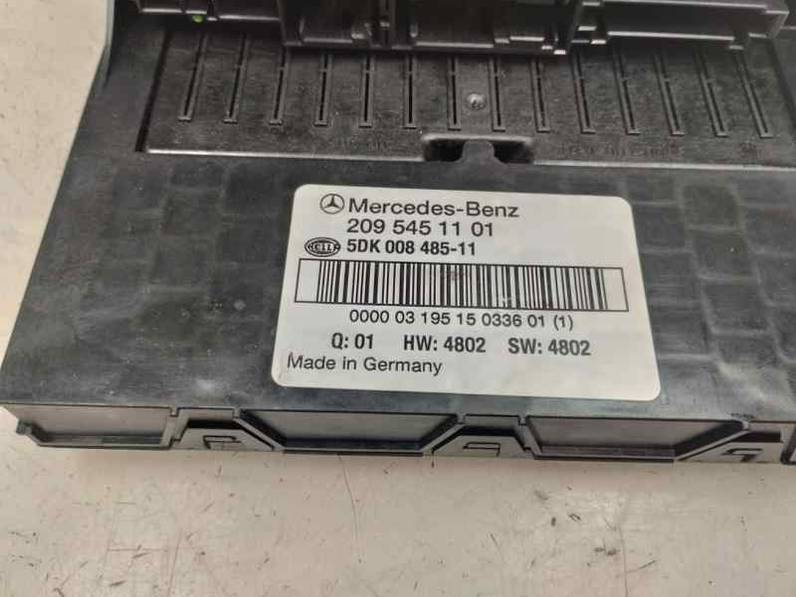 Mercedes-Benz
209 545 11 01
HELLA 5DK 008 485-11
0000 03 195 15 0336 01 (1)
Q: 01 HW: 4802 SW: 4802
Made in Germany